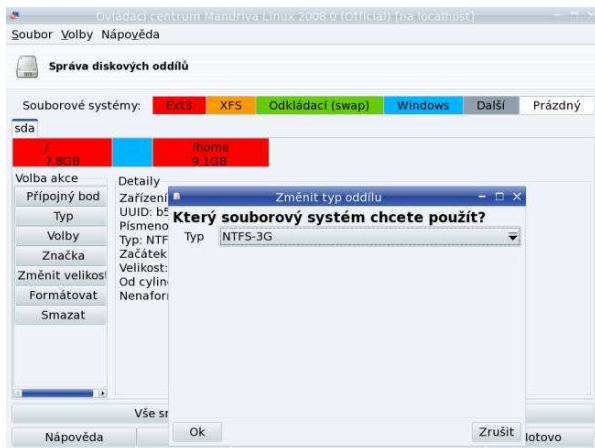 Ovládací centrum Mandriva Linux 2008.0 (Official) [na localhost]
Soubor Volby Nápověda
Správa diskových oddílů
Souborové systémy: Ext3 XFS Odkládací (swap) Windows Další Prázdný
sda
/ /home
7.8GB 9.1GB
Volba akce
Přípojný bod
Typ
Volby
Značka
Změnit velikos
Formátovat
Smazat
Detaily
Zařízení
UUID: b5
Písmeno
Typ: NTF
Začátek
Velikost:
Od cylin
Nenafor
Změnit typ oddílu
Který souborový systém chcete použít?
Typ NTFS-3G
Ok Zrušit
Vše sm
Nápověda lotovo